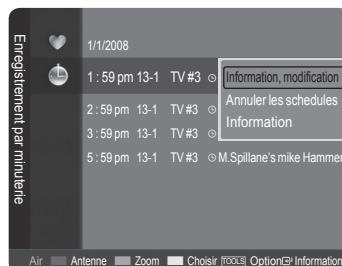 Enregistrement par minuterie
1/1/2008
1 : 59 pm 13-1 TV #3
2 : 59 pm 13-1 TV #3
3 : 59 pm 13-1 TV #3
5 : 59 pm 13-1 TV #3 M.Spillane's mike Hammer
Information, modification
Annuler les schedules
Information
Air Antenne Zoom Choisir TOOLS Option Information